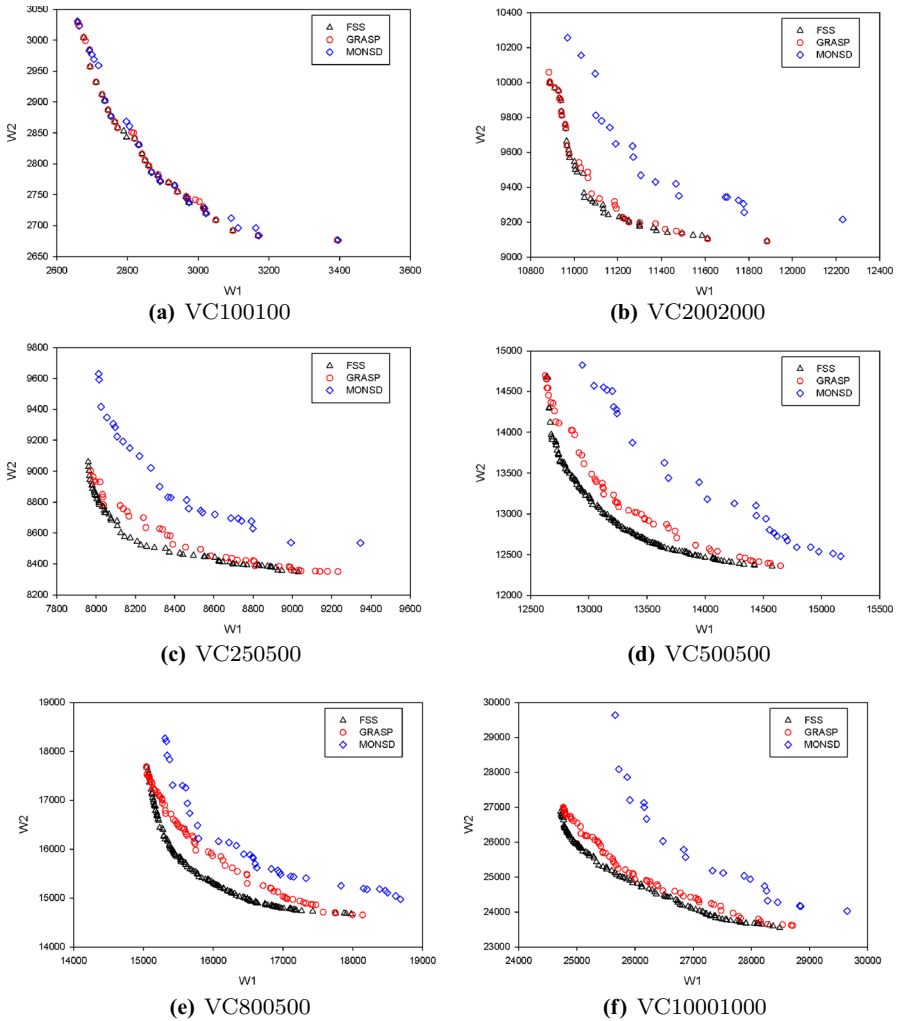 3050
3000
2950
2900
2850
2800
2750
2700
2650
W2
2600 2800 3000 3200 3400 3600
W1
FSS
GRASP
MONSD
(a) VC100100
10400
10200
10000
9800
9600
9400
9200
9000
W2
10800 11000 11200 11400 11600 11800 12000 12200 12400
W1
FSS
GRASP
MONSD
(b) VC2002000
9800
9600
9400
9200
9000
8800
8600
8400
8200
W2
7800 8000 8200 8400 8600 8800 9000 9200 9400 9600
W1
FSS
GRASP
MONSD
(c) VC250500
15000
14500
14000
13500
13000
12500
12000
W2
12500 13000 13500 14000 14500 15000 15500
W1
FSS
GRASP
MONSD
(d) VC500500
19000
18000
17000
16000
15000
14000
W2
14000 15000 16000 17000 18000 19000
W1
FSS
GRASP
MONSD
(e) VC800500
30000
29000
28000
27000
26000
25000
24000
23000
W2
24000 25000 26000 27000 28000 29000 30000
W1
FSS
GRASP
MONSD
(f) VC10001000